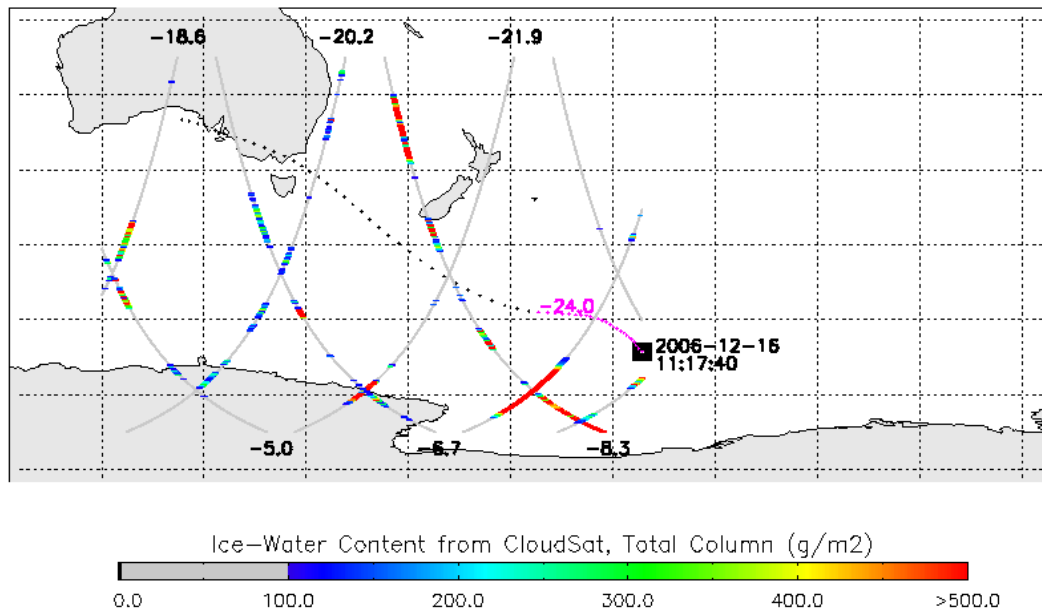 -18.6 -20.2 -21.9
-24.0
2006-12-16
11:17:40
-5.0 -6.7 -8.3
Ice-Water Content from CloudSat, Total Column (g/m2)
0.0 100.0 200.0 300.0 400.0 >500.0